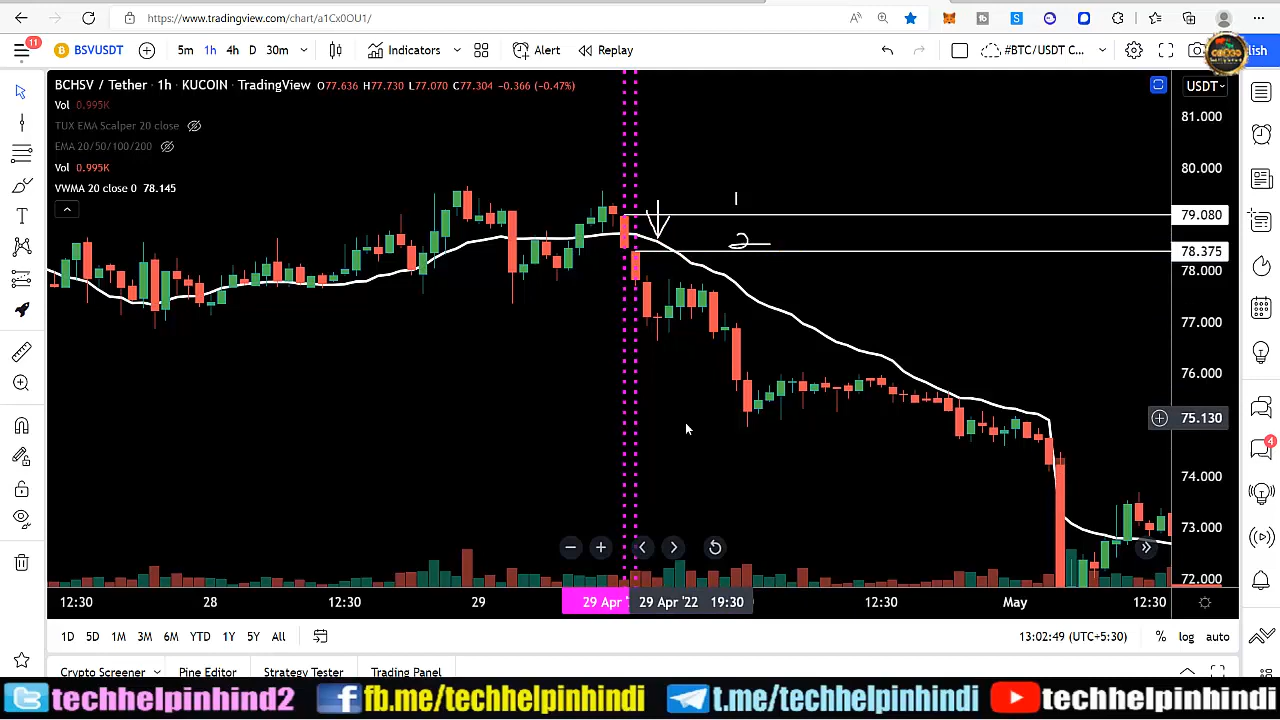 https://www.tradingview.com/chart/a1Cx0OU1/
11
BSVUSDT 5m 1h 4h D 30m Indicators Alert Replay #BTC/USDT C... lish
BCHSV / Tether · 1h · KUCOIN · TradingView O77.636 H77.730 L77.070 C77.304 -0.366 (-0.47%)
USDT
Vol 0.995K
TUX EMA Scalper 20 close
EMA 20/50/100/200
Vol 0.995K
VWMA 20 close 0 78.145
81.000
80.000
1
79.080
2
78.375
78.000
77.000
76.000
75.130
74.000
4
73.000
72.000
12:30 28 12:30 29 29 Apr ' 29 Apr '22 19:30 12:30 May 12:30
1D 5D 1M 3M 6M YTD 1Y 5Y All 13:02:49 (UTC+5:30) % log auto
Crypto Screener Pine Editor Strategy Tester Trading Panel
techhelpinhind2 fb.me/techhelpinhindi t.me/techhelpinhindi techhelpinhindi